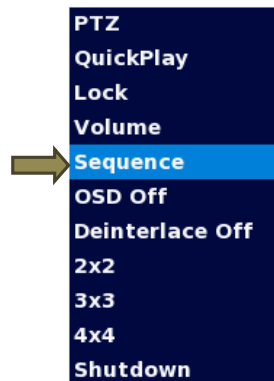 PTZ
QuickPlay
Lock
Volume
Sequence
OSD Off
Deinterlace Off
2x2
3x3
4x4
Shutdown